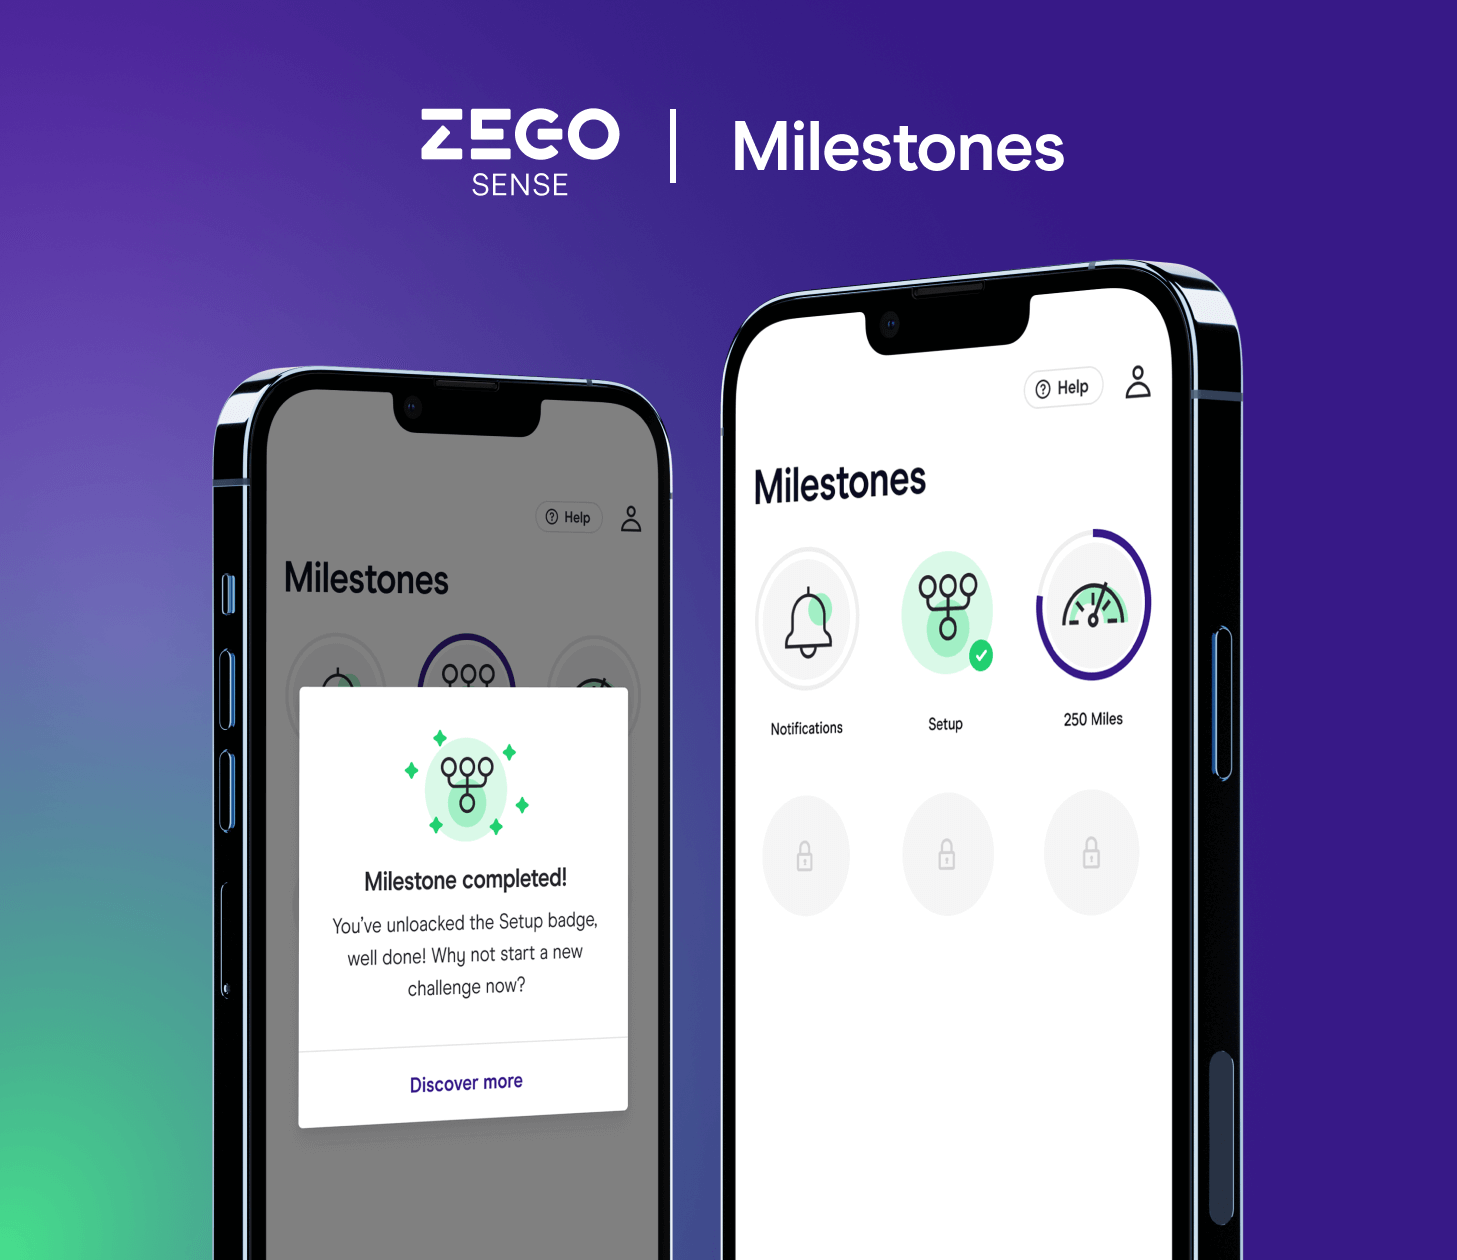 ZEGO
SENSE
Milestones
Help
Milestones
Milestone completed!
You've unloacked the Setup badge,
well done! Why not start a new
challenge now?
Discover more
Help
Milestones
Notifications
Setup
250 Miles